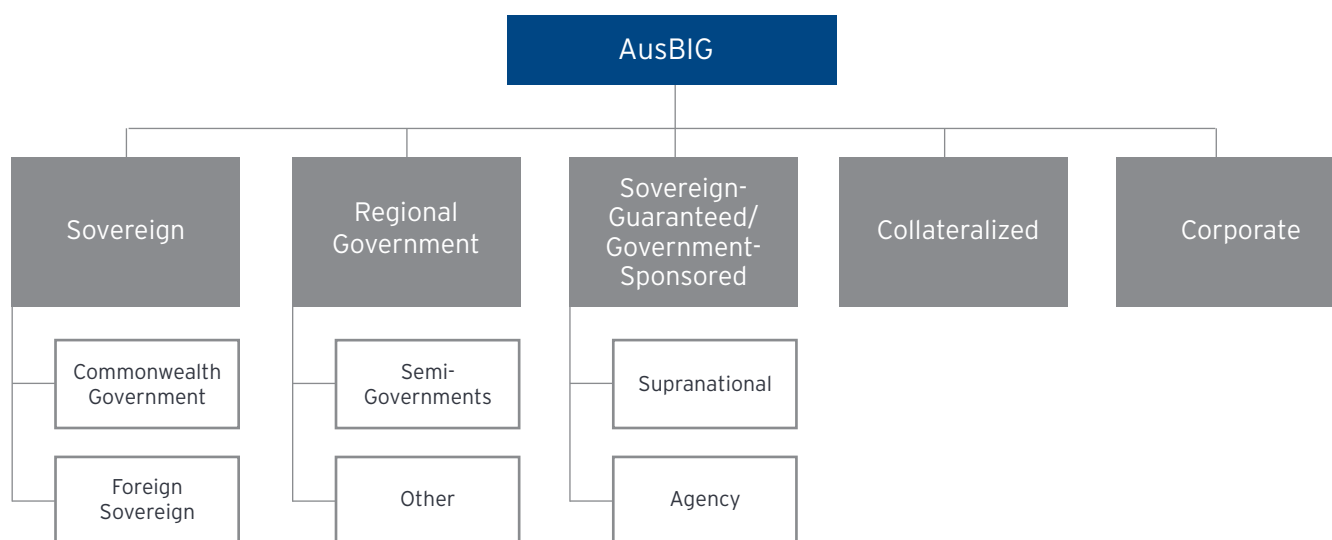 AusBIG
Sovereign
Regional
Government
Sovereign-
Guaranteed/
Government-
Sponsored
Collateralized
Corporate
Commonwealth
Government
Semi-
Governments
Supranational
Foreign
Sovereign
Other
Agency